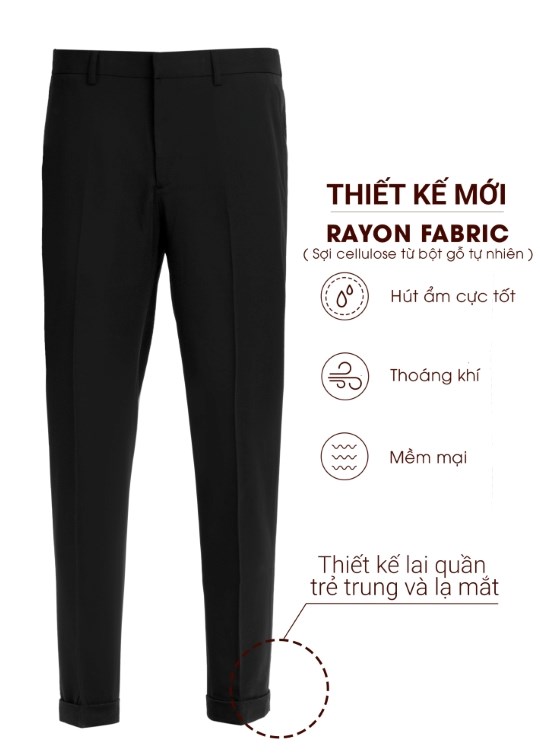 THIẾT KẾ MỚI
RAYON FABRIC
( Sợi cellulose từ bột gỗ tự nhiên )
Hút ẩm cực tốt
Thoáng khí
Mềm mại
Thiết kế lai quần
trẻ trung và lạ mắt